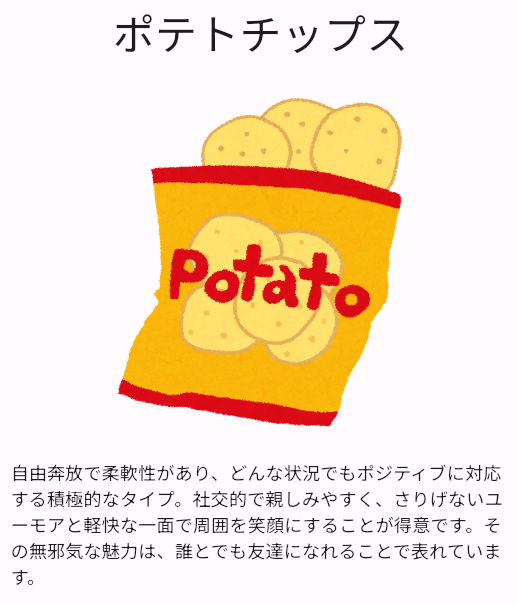 ポテトチップス
Potato
自由奔放で柔軟性があり、どんな状況でもポジティブに対応
する積極的なタイプ。社交的で親しみやすく、さりげないユ
ーモアと軽快な一面で周囲を笑顔にすることが得意です。そ
の無邪気な魅力は、誰とでも友達になれることで表れていま
す。